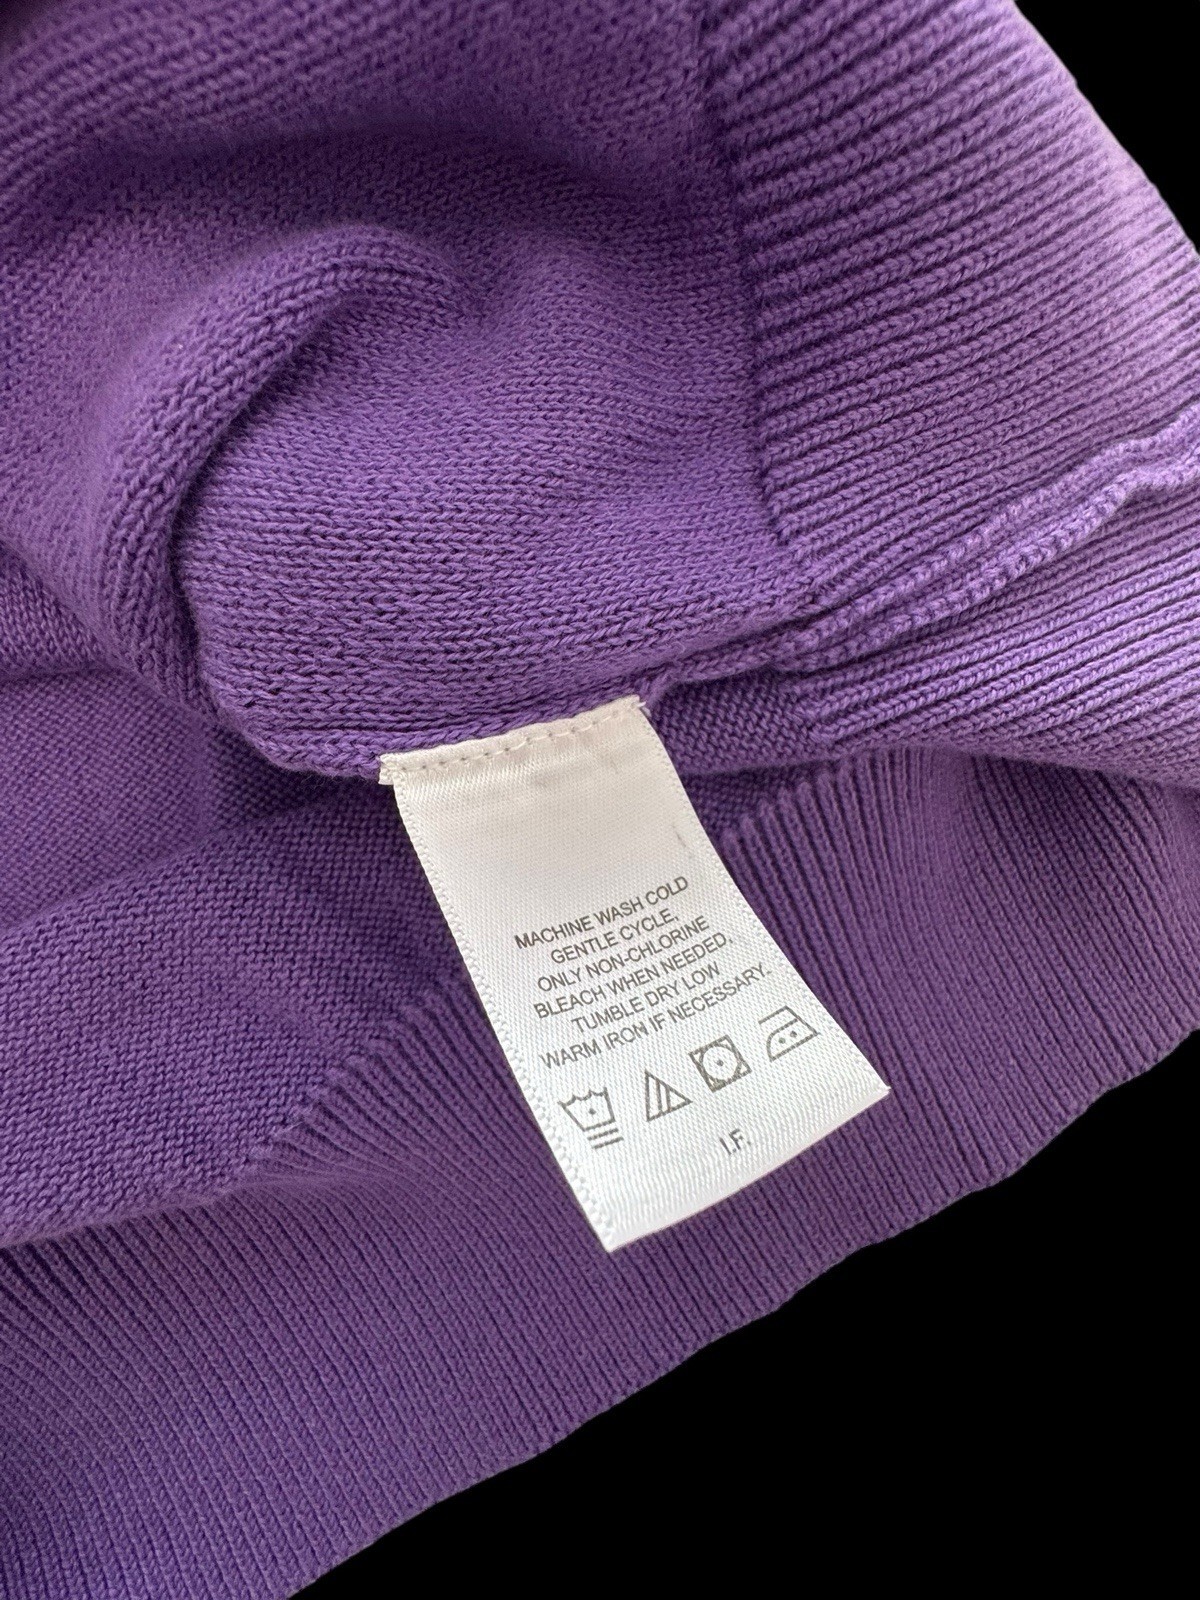 MACHINE WASH COLD
GENTLE CYCLE,
ONLY NON-CHLORINE
BLEACH WHEN NEEDED,
TUMBLE DRY LOW
WARM IRON IF NECESSARY.
I.F.